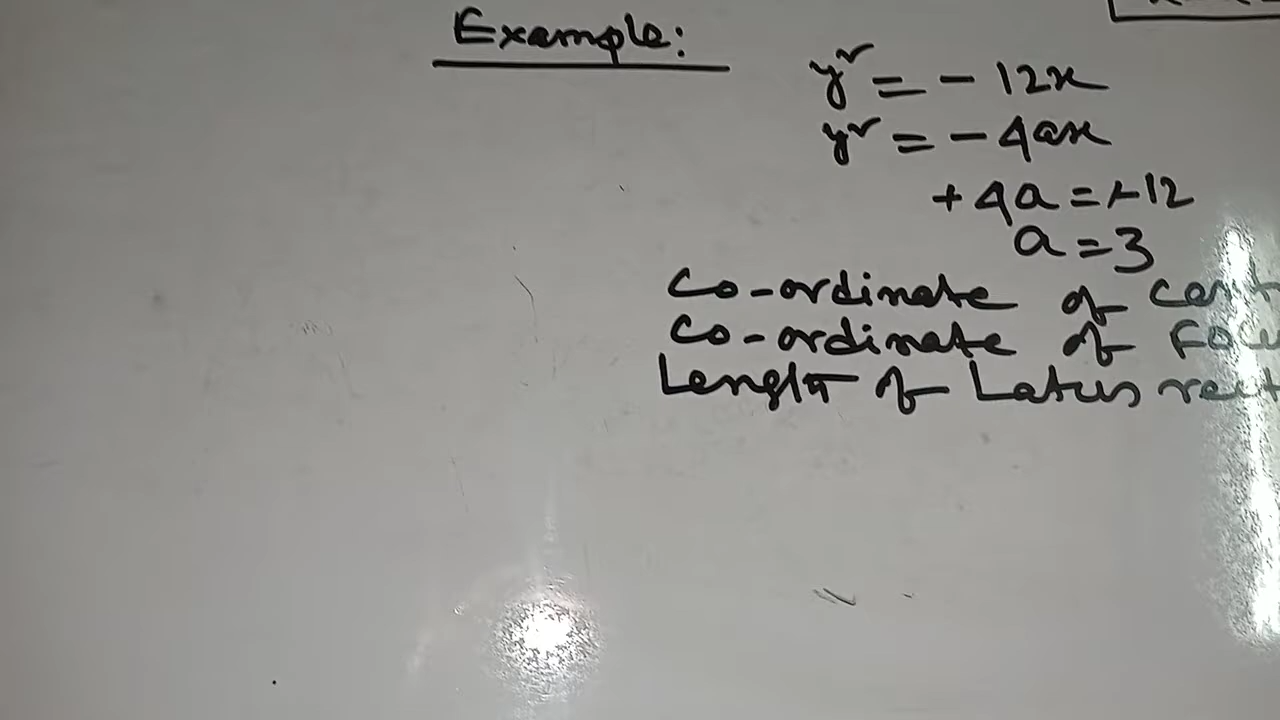 Example:
y² = - 12x
y² = - 4ax
+ 4a = +12
a = 3
Co-ordinate of
Co-ordinate of
Length of Latus